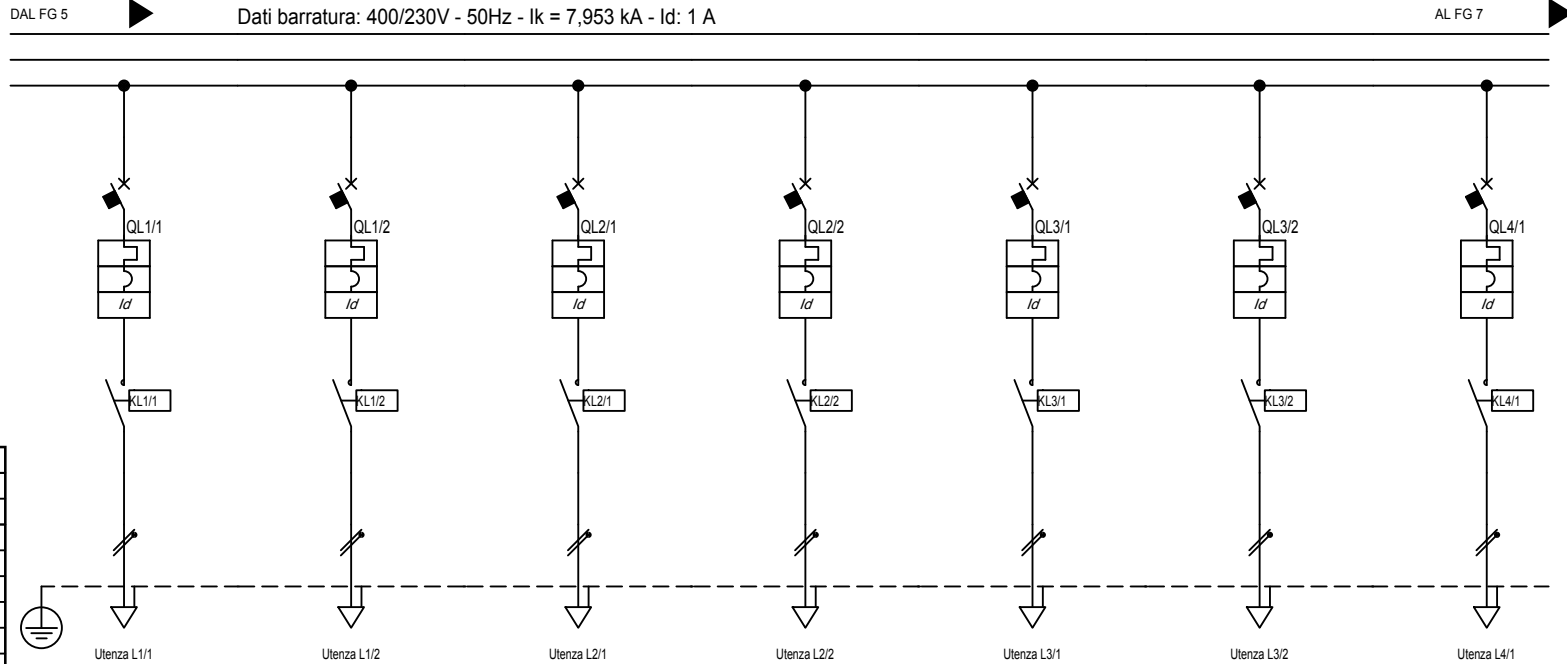 DAL FG 5
Dati barratura: 400/230V - 50Hz - Ik = 7,953 kA - Id: 1 A
AL FG 7
QL1/1
QL1/2
QL2/1
QL2/2
QL3/1
QL3/2
QL4/1
Id
Id
Id
Id
Id
Id
Id
KL1/1
KL1/2
KL2/1
KL2/2
KL3/1
KL3/2
KL4/1
Utenza L1/1
Utenza L1/2
Utenza L2/1
Utenza L2/2
Utenza L3/1
Utenza L3/2
Utenza L4/1